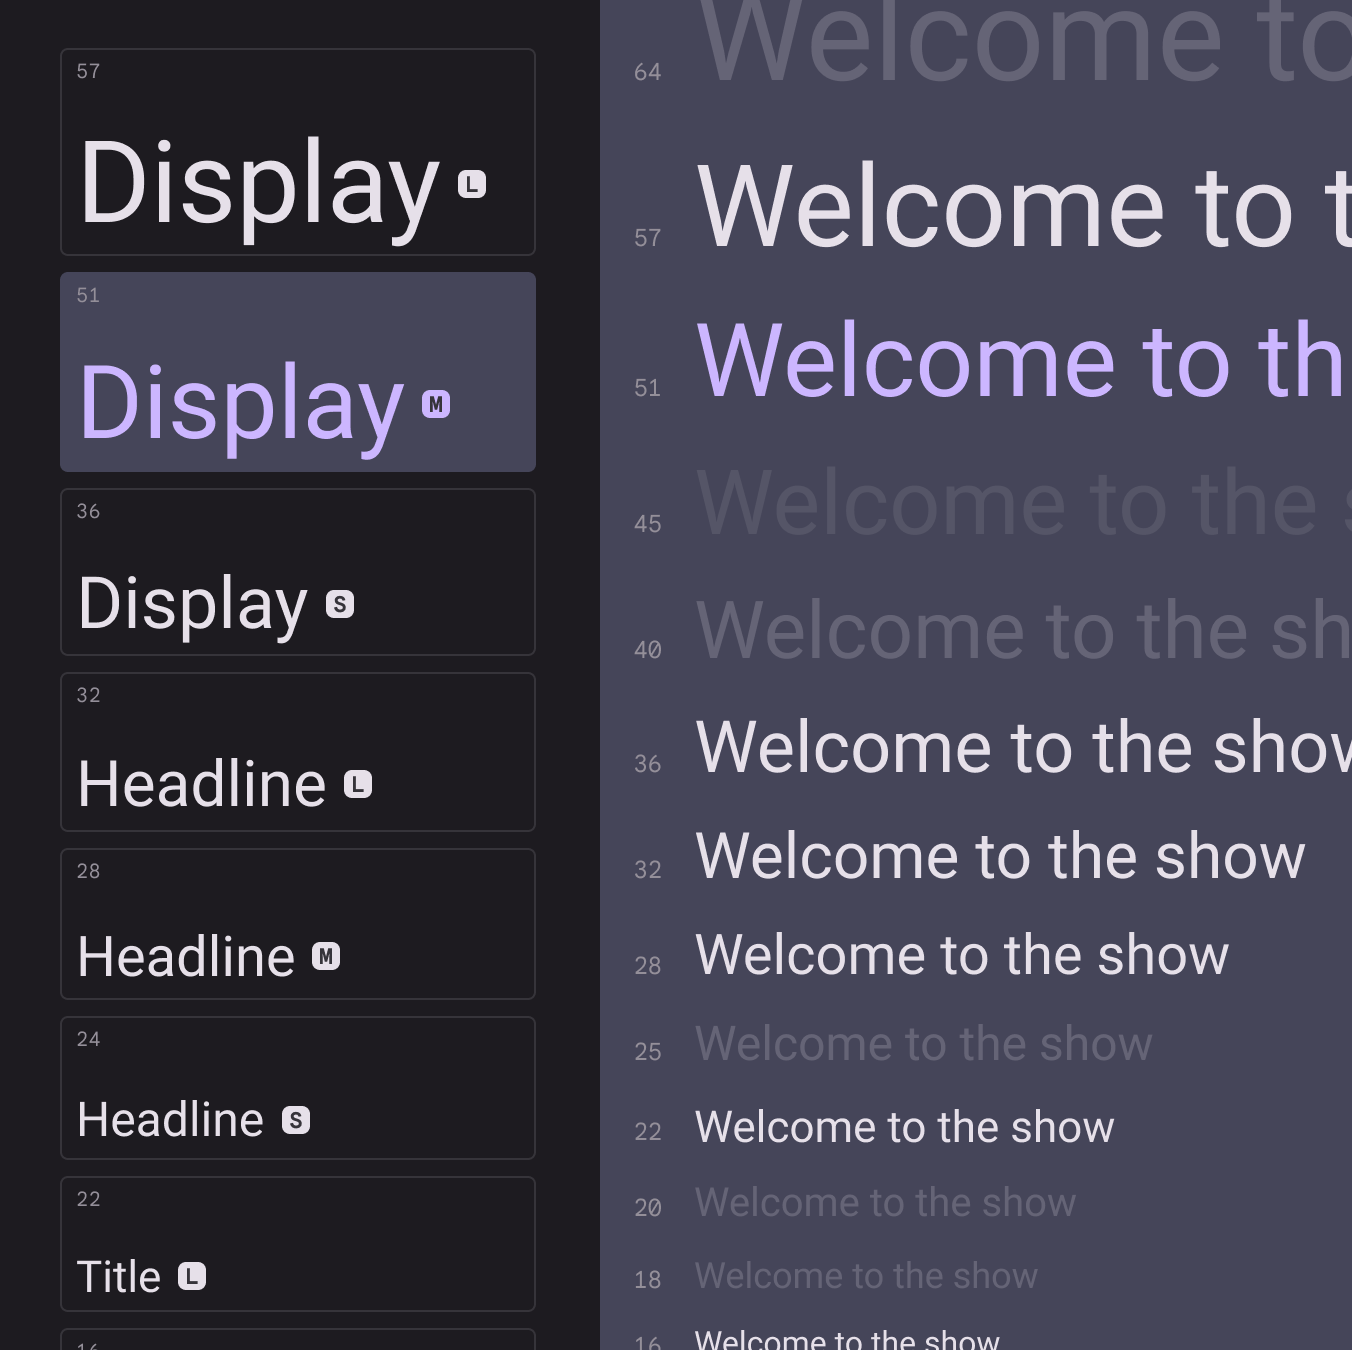 57
Display L
51
Display M
36
Display S
32
Headline L
28
Headline M
24
Headline S
22
Title L
16
64 Welcome to
57 Welcome to t
51 Welcome to th
45 Welcome to the s
40 Welcome to the sh
36 Welcome to the show
32 Welcome to the show
28 Welcome to the show
25 Welcome to the show
22 Welcome to the show
20 Welcome to the show
18 Welcome to the show
16 Welcome to the show